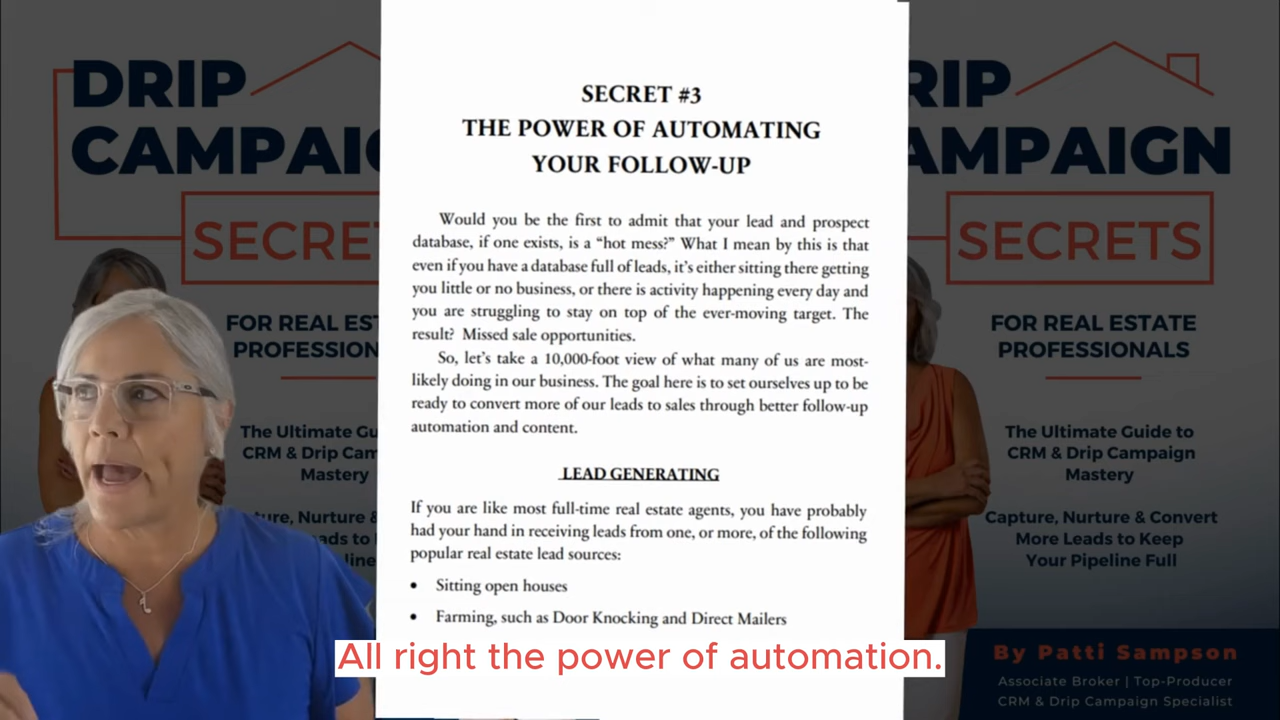 DRIP
CAMPAIG
SECRET
FOR REAL EST
PROFESSION
The Ultimate Gu
CRM & Drip Cam
Mastery
ture, Nurture &
ads to
line
SECRET #3
THE POWER OF AUTOMATING
YOUR FOLLOW-UP
Would you be the first to admit that your lead and prospect
database, if one exists, is a “hot mess?” What I mean by this is that
even if you have a database full of leads, it’s either sitting there getting
you little or no business, or there is activity happening every day and
you are struggling to stay on top of the ever-moving target. The
result? Missed sale opportunities.
So, let’s take a 10,000-foot view of what many of us are most-
likely doing in our business. The goal here is to set ourselves up to be
ready to convert more of our leads to sales through better follow-up
automation and content.
LEAD GENERATING
If you are like most full-time real estate agents, you have probably
had your hand in receiving leads from one, or more, of the following
popular real estate lead sources:
• Sitting open houses
• Farming, such as Door Knocking and Direct Mailers
RIP
AMPAIGN
SECRETS
FOR REAL ESTATE
PROFESSIONALS
The Ultimate Guide to
CRM & Drip Campaign
Mastery
Capture, Nurture & Convert
More Leads to Keep
Your Pipeline Full
By Patti Sampson
Associate Broker | Top-Producer
CRM & Drip Campaign Specialist
All right the power of automation.